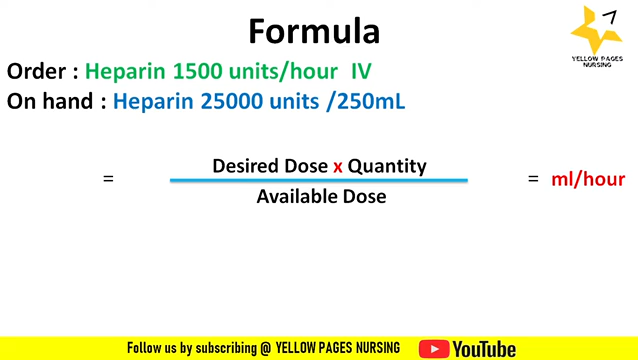 Formula
YELLOW PAGES
NURSING
Order : Heparin 1500 units/hour IV
On hand : Heparin 25000 units /250mL
Desired Dose x Quantity
= = ml/hour
Available Dose
Follow us by subscribing @ YELLOW PAGES NURSING YouTube